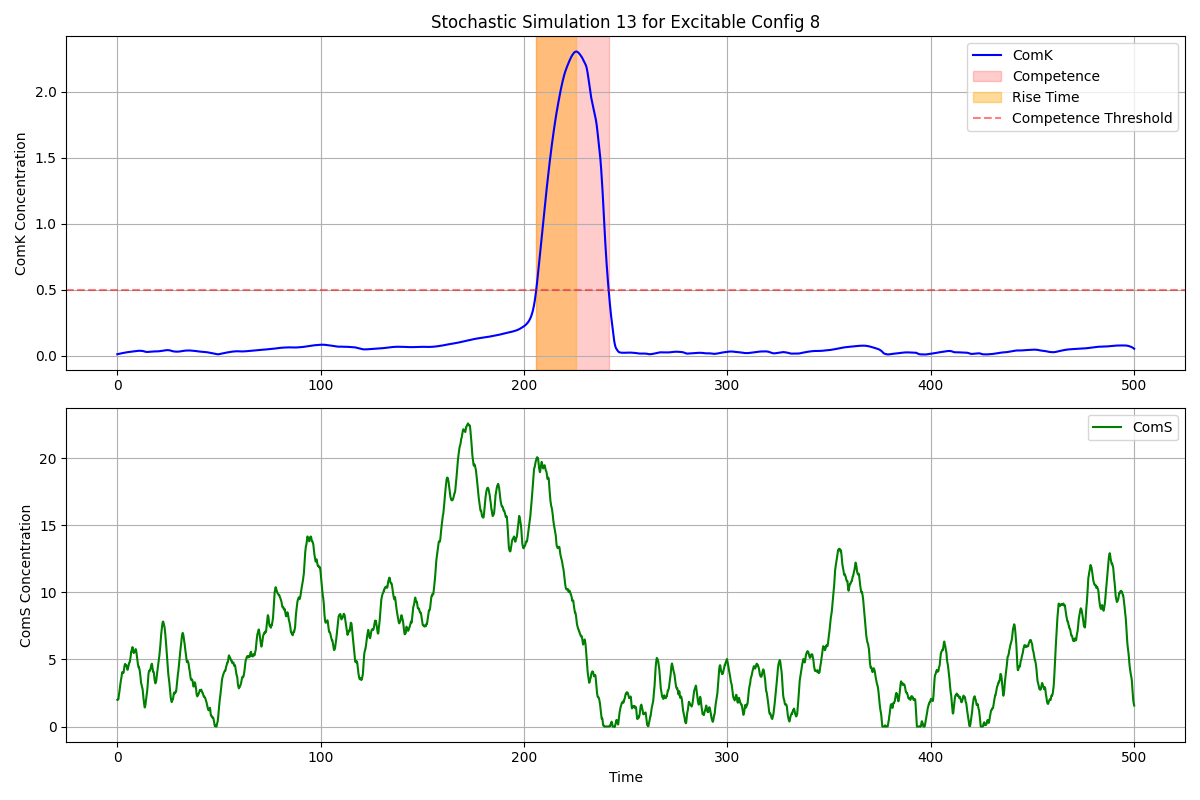 Stochastic Simulation 13 for Excitable Config 8
ComK Concentration
2.0
1.5
1.0
0.5
0.0
ComK
Competence
Rise Time
Competence Threshold
0 100 200 300 400 500
ComS Concentration
20
15
10
5
0
ComS
0 100 200 300 400 500
Time